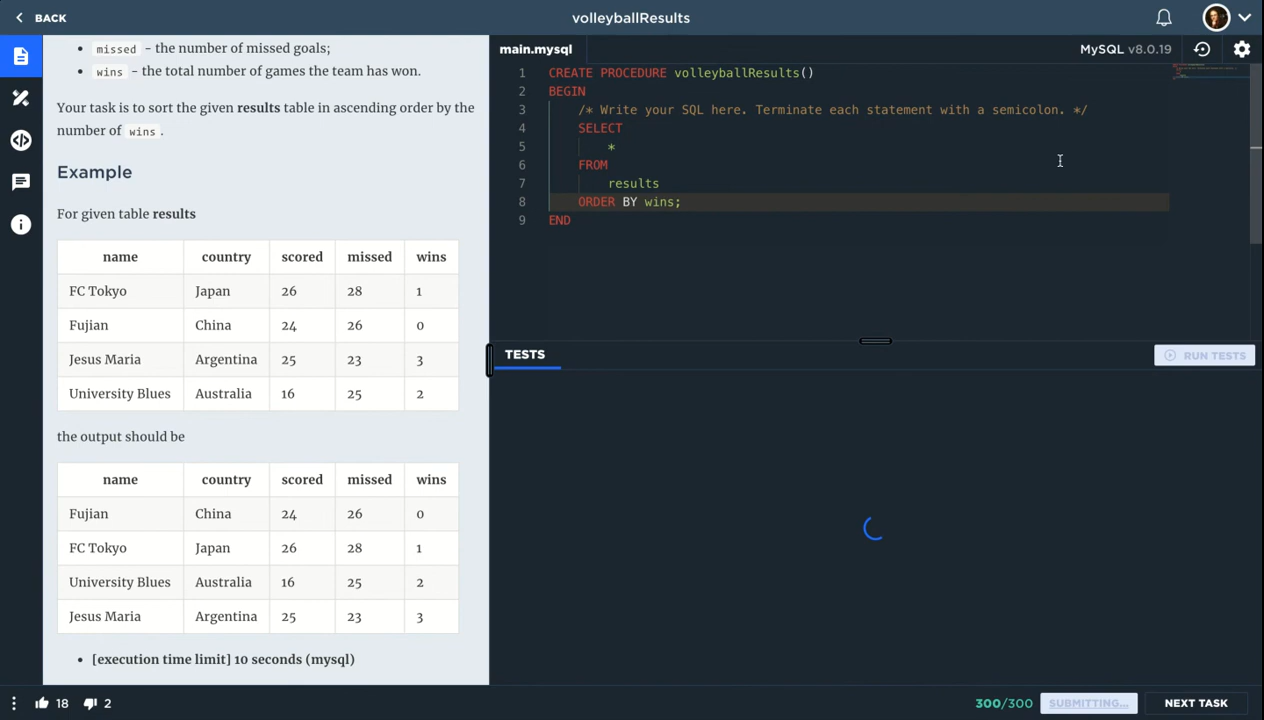 BACK
volleyballResults
missed - the number of missed goals;
wins - the total number of games the team has won.
Your task is to sort the given results table in ascending order by the
number of wins .
Example
For given table results
name country scored missed wins
FC Tokyo Japan 26 28 1
Fujian China 24 26 0
Jesus Maria Argentina 25 23 3
University Blues Australia 16 25 2
the output should be
name country scored missed wins
Fujian China 24 26 0
FC Tokyo Japan 26 28 1
University Blues Australia 16 25 2
Jesus Maria Argentina 25 23 3
[execution time limit] 10 seconds (mysql)
18 2
main.mysql
MySQL v8.0.19
1 CREATE PROCEDURE volleyballResults()
2 BEGIN
3 /* Write your SQL here. Terminate each statement with a semicolon. */
4 SELECT
5 *
6 FROM
7 results
8 ORDER BY wins;
9 END
TESTS
RUN TESTS
300/300 SUBMITTING... NEXT TASK